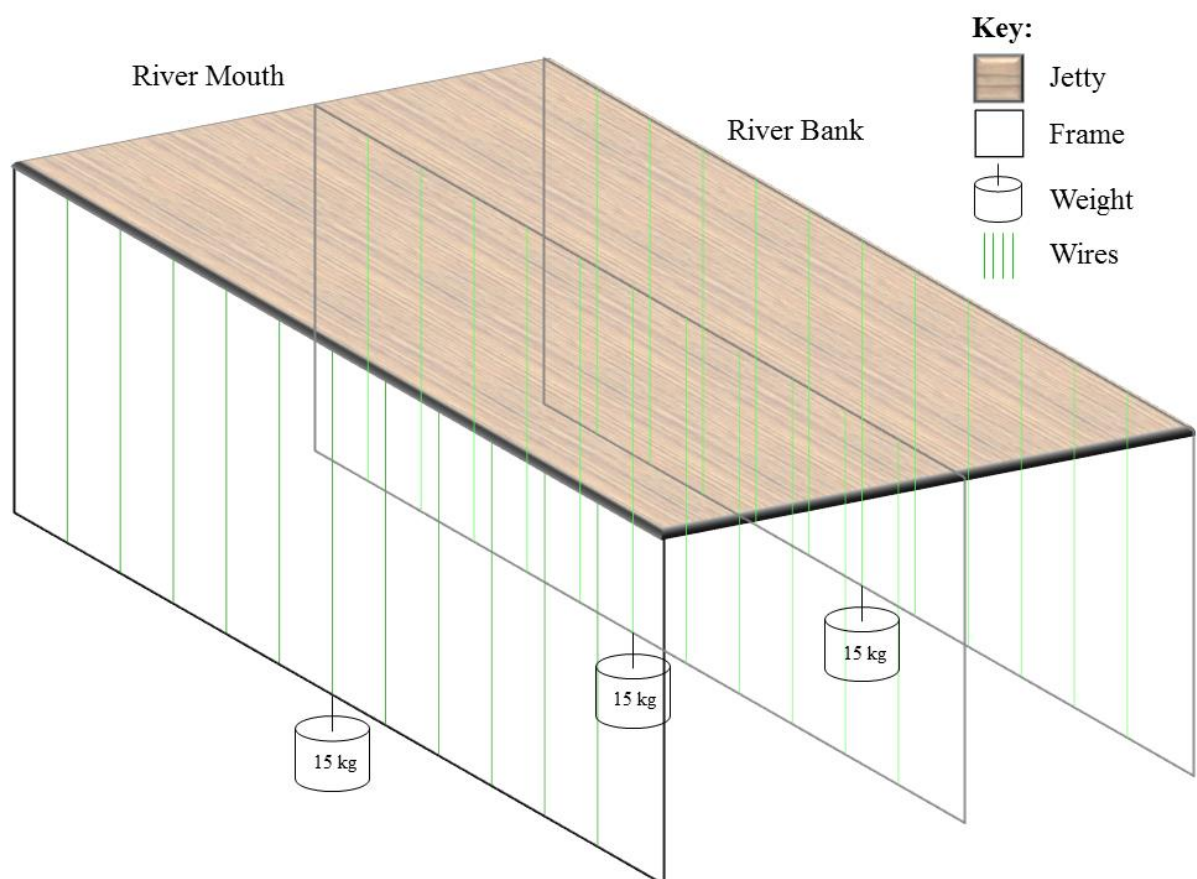 River Mouth
River Bank
Key:
Jetty
Frame
Weight
Wires
15 kg
15 kg
15 kg